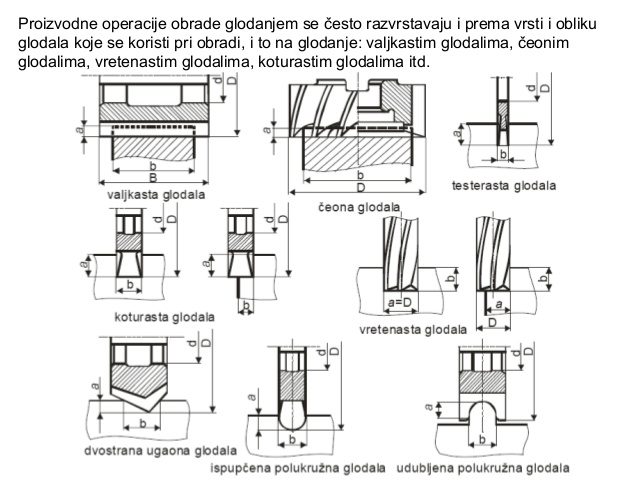 Proizvodne operacije obrade glodanjem se često razvrstavaju i prema vrsti i obliku
glodala koje se koristi pri obradi, i to na glodanje: valjkastim glodalima, čeonim
glodalima, vretenastim glodalima, koturastim glodalima itd.
a d D b B
valjkasta glodala
a b D
čeona glodala
a b d D
testerasta glodala
a b d D a b d D
koturasta glodala
a=D b a D b
vretenasta glodala
a b d D
dvostrana ugaona glodala
a b d D
ispupčena polukružna glodala
a b d D
udubljena polukružna glodala